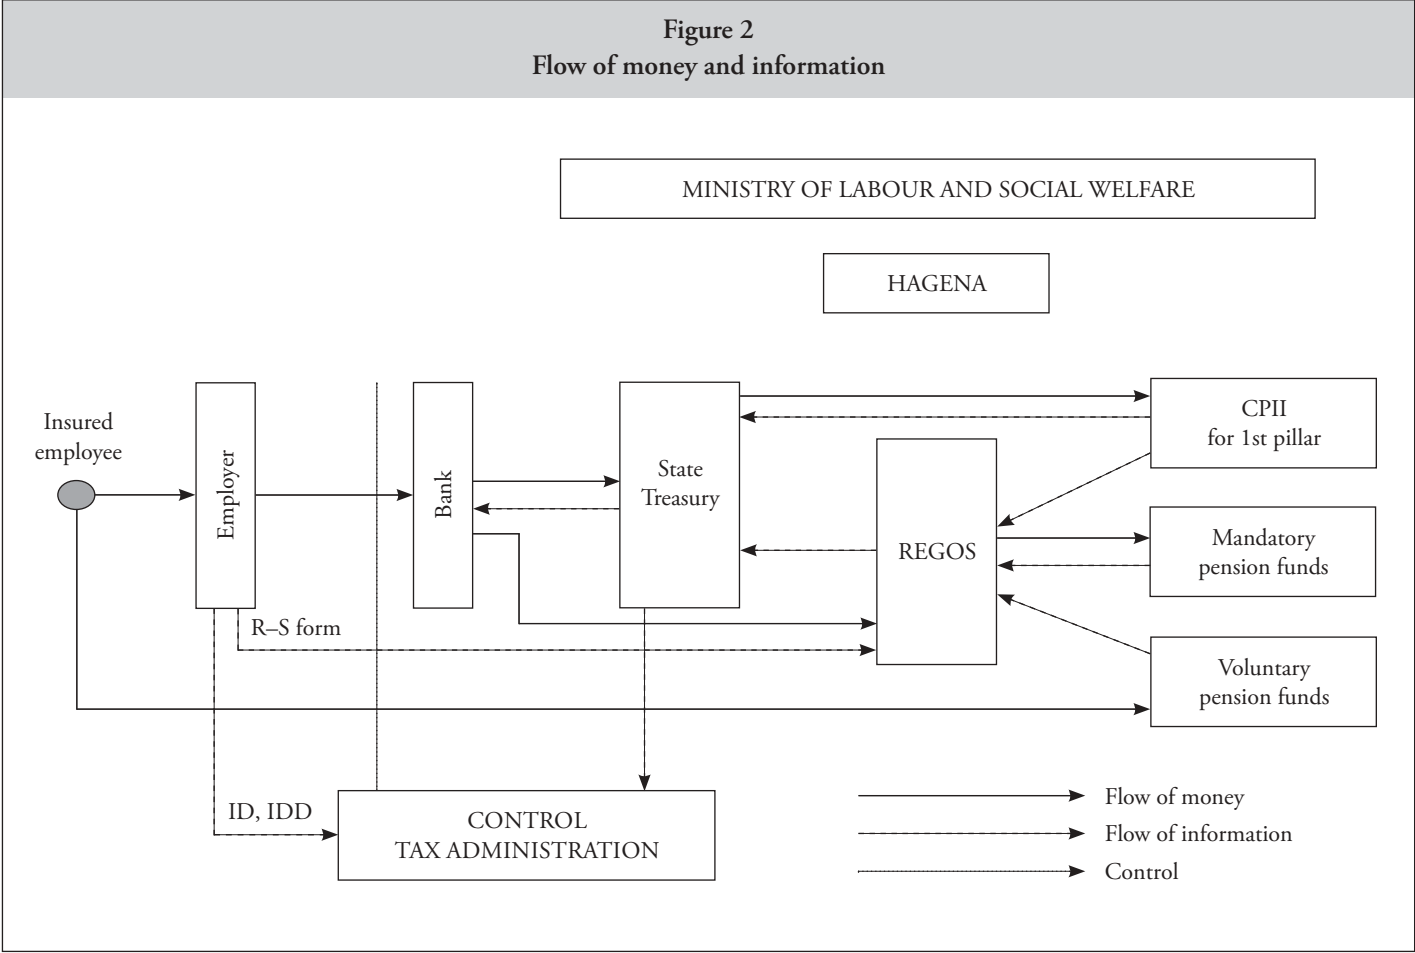 Figure 2
Flow of money and information
MINISTRY OF LABOUR AND SOCIAL WELFARE
HAGENA
Insured
employee
Employer
Bank
State
Treasury
REGOS
CPII
for 1st pillar
Mandatory
pension funds
Voluntary
pension funds
R–S form
ID, IDD
CONTROL
TAX ADMINISTRATION
Flow of money
Flow of information
Control